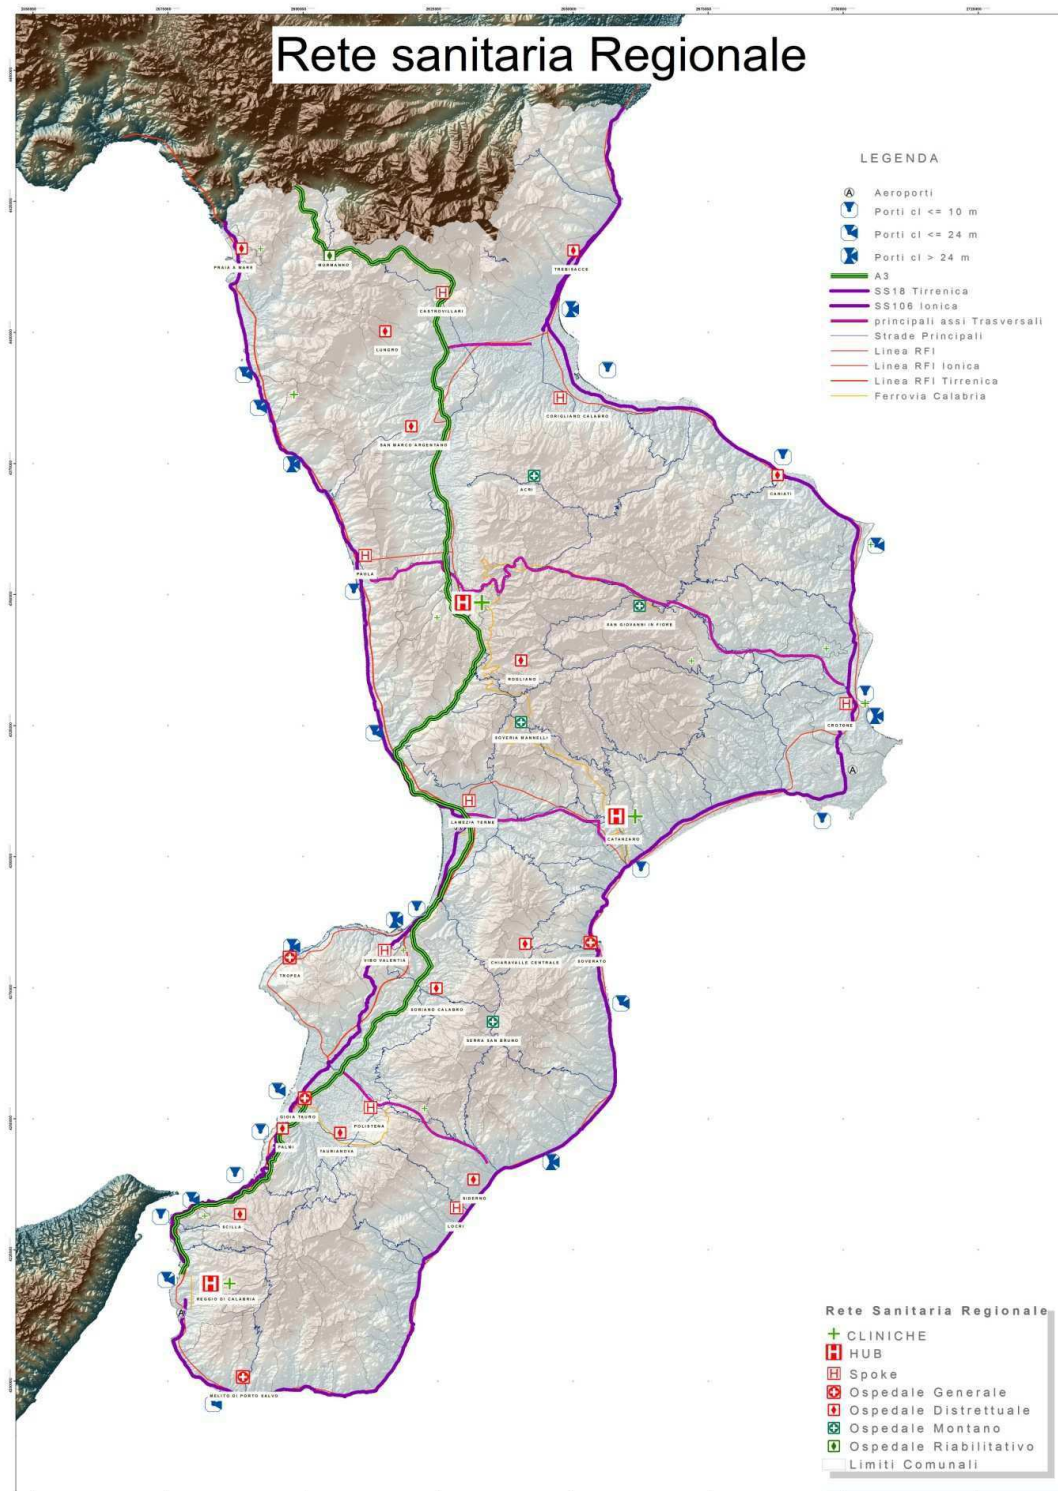 Rete sanitaria Regionale
LEGENDA
Aeroporti
Porti cl <= 10 m
Porti cl <= 24 m
Porti cl > 24 m
A3
SS18 Tirrenica
SS106 Ionica
principali assi Trasversali
Strade Principali
Linea RFI
Linea RFI Ionica
Linea RFI Tirrenica
Ferrovia Calabria
PRAIA A MARE
MORMANNO
TREBISACCE
CASTROVILLARI
LUNGRO
CORIGLIANO CALABRO
SAN MARCO ARGENTANO
ACRI
CARIATI
PAOLA
SAN GIOVANNI IN FIORE
ROGLIANO
CROTONE
SOVERIA MANNELLI
A
LAMEZIA TERME
CATANZARO
VIBO VALENTIA
CHIARAVALLE CENTRALE
SOVERATO
TROPEA
SORIANO CALABRO
SERRA SAN BRUNO
GIOIA TAURO
POLISTENA
PALMI
TAURIANOVA
SIDERNO
SCILLA
LOCRI
REGGIO DI CALABRIA
A
MELITO DI PORTO SALVO
Rete Sanitaria Regionale
CLINICHE
HUB
Spoke
Ospedale Generale
Ospedale Distrettuale
Ospedale Montano
Ospedale Riabilitativo
Limiti Comunali